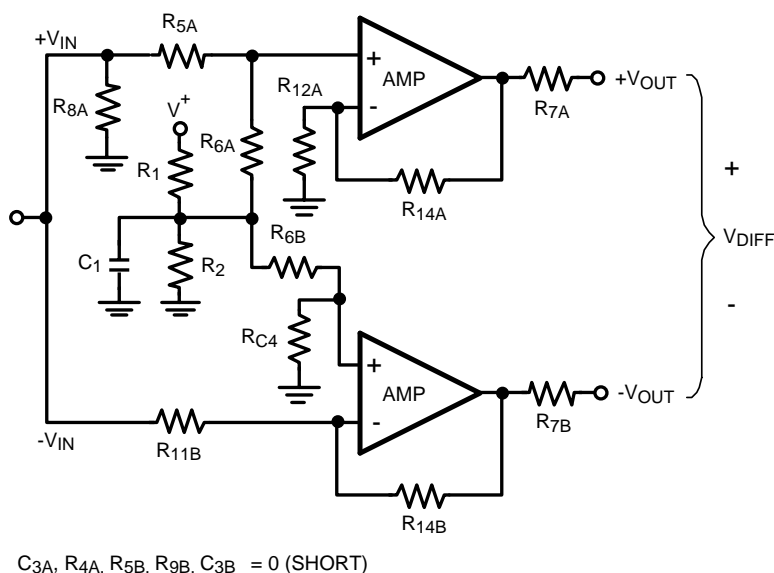 R5A
+VIN
AMP
+VOUT
R12A
R7A
R8A
V+
R6A
R1
R14A
+
-
+
VDIFF
-
R6B
C1
R2
RC4
AMP
-VOUT
R7B
+
-
-VIN
R11B
R14B
C3A, R4A, R5B, R9B, C3B = 0 (SHORT)